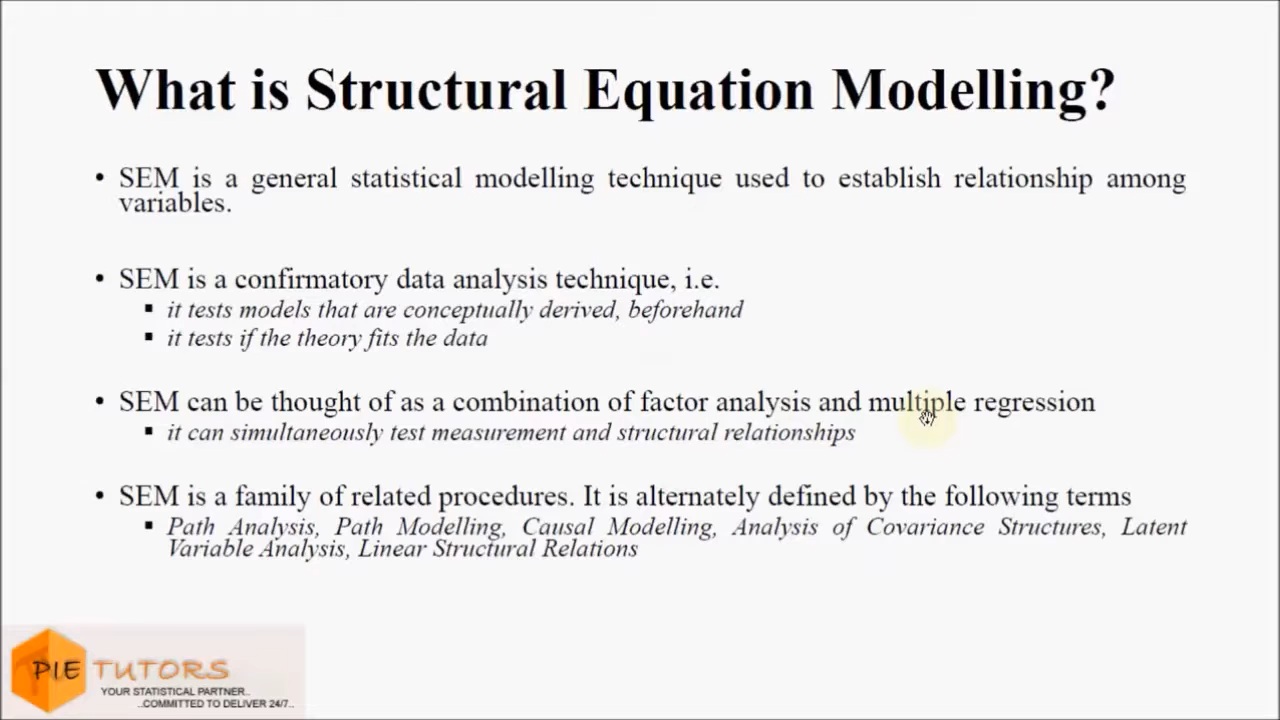 What is Structural Equation Modelling?
• SEM is a general statistical modelling technique used to establish relationship among
variables.
• SEM is a confirmatory data analysis technique, i.e.
▪ it tests models that are conceptually derived, beforehand
▪ it tests if the theory fits the data
• SEM can be thought of as a combination of factor analysis and multiple regression
▪ it can simultaneously test measurement and structural relationships
• SEM is a family of related procedures. It is alternately defined by the following terms
▪ Path Analysis, Path Modelling, Causal Modelling, Analysis of Covariance Structures, Latent
Variable Analysis, Linear Structural Relations
PIE TUTORS
YOUR STATISTICAL PARTNER..
..COMMITTED TO DELIVER 24/7..